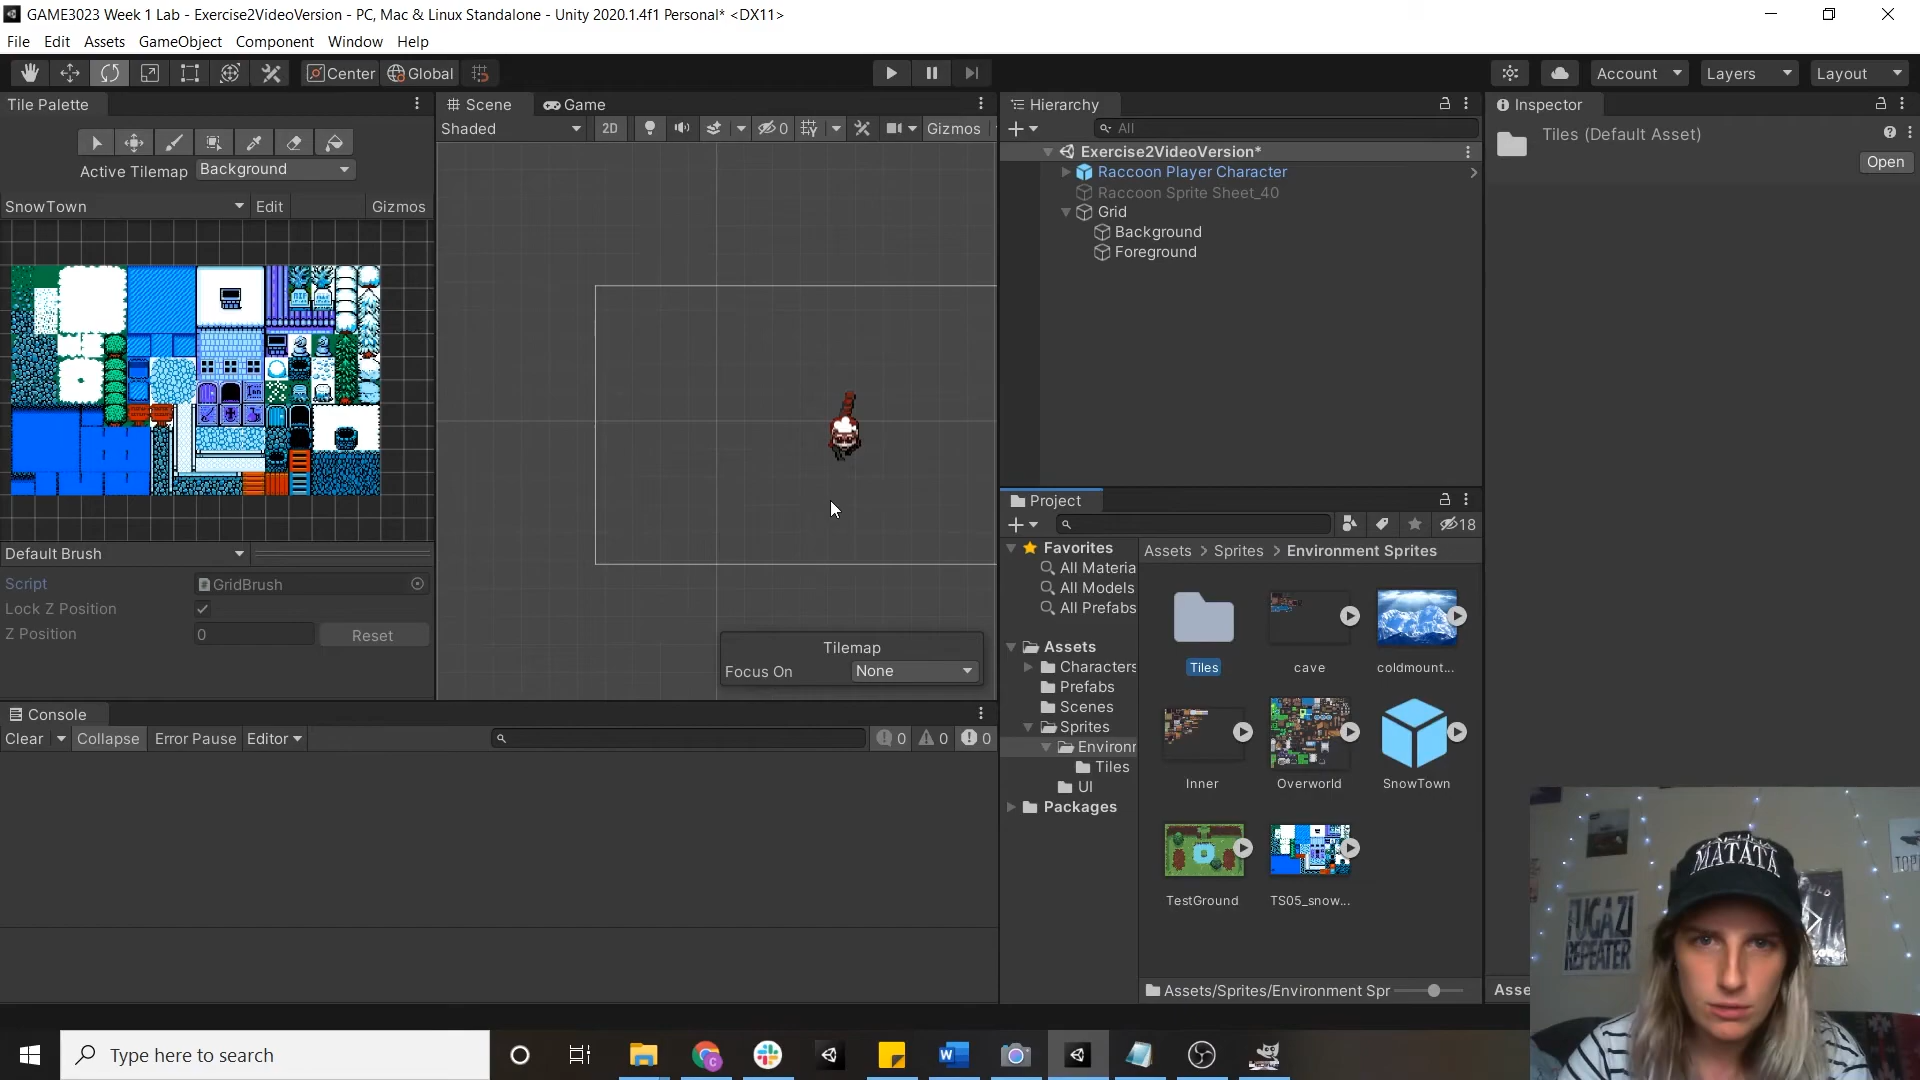 GAME3023 Week 1 Lab - Exercise2VideoVersion - PC, Mac & Linux Standalone - Unity 2020.1.4f1 Personal* <DX11>
File Edit Assets GameObject Component Window Help
Center Global Account Layers Layout
Tile Palette
Active Tilemap Background
SnowTown Edit Gizmos
Default Brush
Script GridBrush
Lock Z Position
Z Position 0 Reset
Scene Game
Shaded 2D 0 Gizmos
Tilemap
Focus On None
Console
Clear Collapse Error Pause Editor 0 0 0
Hierarchy
All
Exercise2VideoVersion*
Raccoon Player Character
Raccoon Sprite Sheet_40
Grid
Background
Foreground
Project
18
Favorites
All Materia
All Models
All Prefabs
Assets
Characters
Prefabs
Scenes
Sprites
Environr
Tiles
UI
Packages
Assets > Sprites > Environment Sprites
Tiles cave coldmount...
Inner Overworld SnowTown
TestGround TS05_snow...
Assets/Sprites/Environment Spr
Inspector
Tiles (Default Asset)
Open
Asse
MATATA
FUGAZI
REPEATER
Type here to search